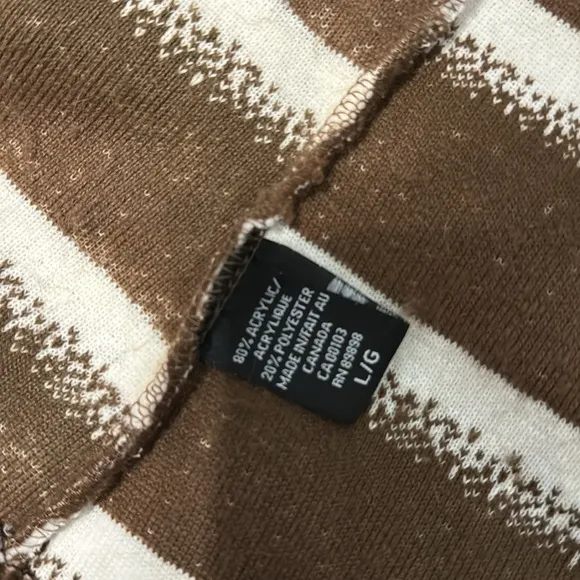 80% ACRYLIC/
ACRYLIQUE
20% POLYESTER
MADE IN/FAIT AU
CANADA
CA 00103
RN 89898
L/G